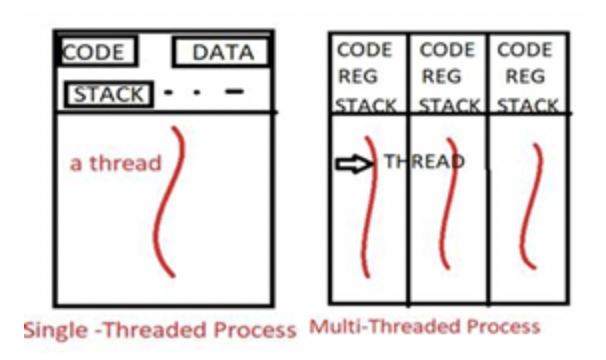 CODE DATA
STACK
a thread
Single -Threaded Process
CODE CODE CODE
REG REG REG
STACK STACK STACK
THREAD
Multi-Threaded Process